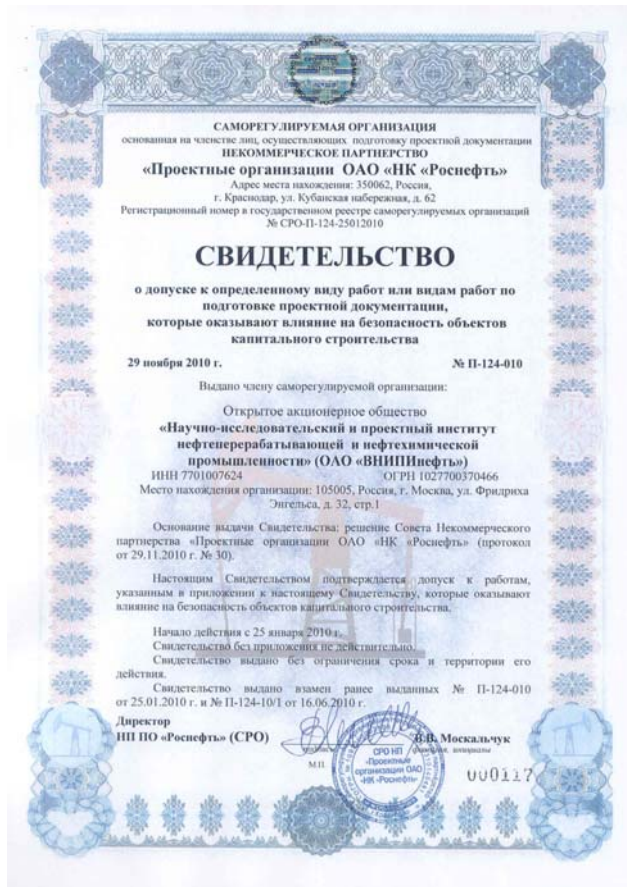 САМОРЕГУЛИРУЕМАЯ ОРГАНИЗАЦИЯ
основанная на членстве лиц, осуществляющих подготовку проектной документации
НЕКОММЕРЧЕСКОЕ ПАРТНЕРСТВО
«Проектные организации ОАО «НК «Роснефть»
Адрес места нахождения: 350062, Россия,
г. Краснодар, ул. Кубанская набережная, д. 62
Регистрационный номер в государственном реестре саморегулируемых организаций
№ СРО-П-124-25012010
СВИДЕТЕЛЬСТВО
о допуске к определенному виду работ или видам работ по
подготовке проектной документации,
которые оказывают влияние на безопасность объектов
капитального строительства
29 ноября 2010 г. № П-124-010
Выдано члену саморегулируемой организации:
Открытое акционерное общество
«Научно-исследовательский и проектный институт
нефтеперерабатывающей и нефтехимической
промышленности» (ОАО «ВНИПИнефть»)
ИНН 7701007624 ОГРН 1027700370466
Место нахождения организации: 105005, Россия, г. Москва, ул. Фридриха
Энгельса, д. 32, стр.1
Основание выдачи Свидетельства: решение Совета Некоммерческого
партнерства «Проектные организации ОАО «НК «Роснефть» (протокол
от 29.11.2010 г. № 30).
Настоящим Свидетельством подтверждается допуск к работам,
указанным в приложении к настоящему Свидетельству, которые оказывают
влияние на безопасность объектов капитального строительства.
Начало действия с 25 января 2010 г.
Свидетельство без приложения не действительно.
Свидетельство выдано без ограничения срока и территории его
действия.
Свидетельство выдано взамен ранее выданных № П-124-010
от 25.01.2010 г. и № П-124-10/1 от 16.06.2010 г.
Директор
НП ПО «Роснефть» (СРО) В.В. Москальчук
подпись фамилия, инициалы
М.П.
СРО НП
«Проектные
организации ОАО
«НК «Роснефть»
000117